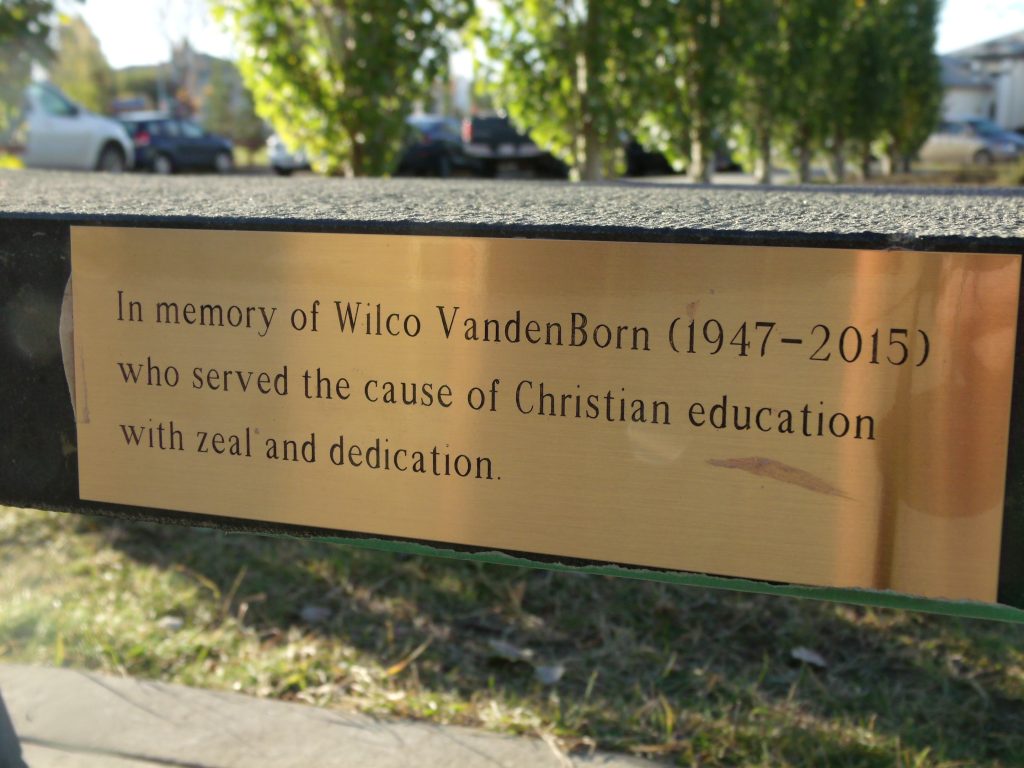 In memory of Wilco VandenBorn (1947-2015)
who served the cause of Christian education
with zeal and dedication.